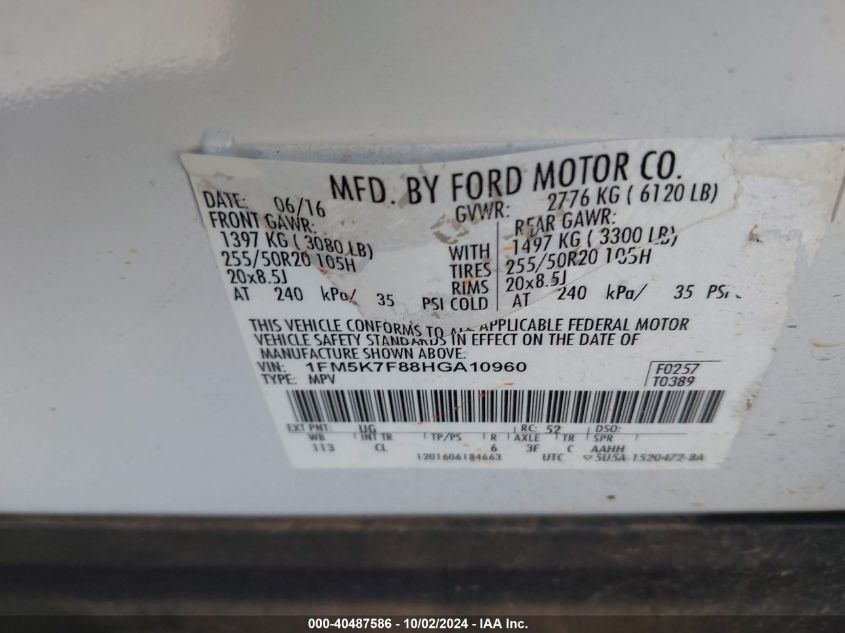 MFD. BY FORD MOTOR CO.
DATE: 06/16 GVWR: 2776 KG ( 6120 LB)
FRONT GAWR: REAR GAWR:
1397 KG ( 3080 LB) WITH 1497 KG ( 3300 LB)
255/50R20 105H TIRES 255/50R20 105H
20x8.5J RIMS 20x8.5J
AT 240 kPa/ 35 PSI COLD AT 240 kPa/ 35 PSI
THIS VEHICLE CONFORMS TO ALL APPLICABLE FEDERAL MOTOR
VEHICLE SAFETY STANDARDS IN EFFECT ON THE DATE OF
MANUFACTURE SHOWN ABOVE.
VIN: 1FM5K7F88HGA10960 F0257
TYPE: MPV T0389
EXT PNT: UG RC: 52 DSO:
WB INT TR TP/PS R AXLE TR SPR
113 CL 6 3F C AAHH
1201606184663 UTC 5U5A-1520472-BA
000-40487586 - 10/02/2024 - IAA Inc.